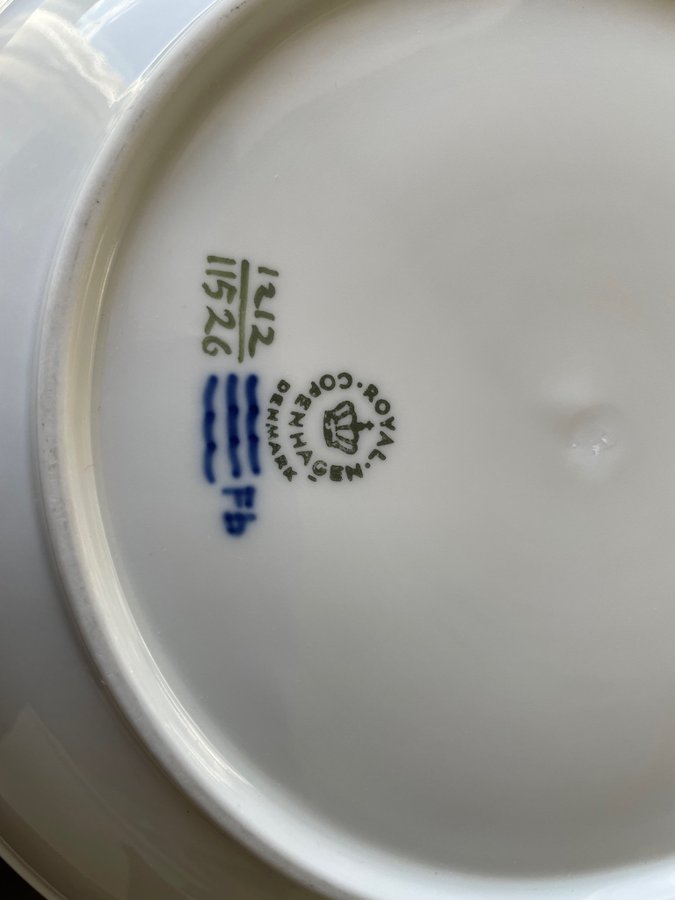 ROYAL
COPENHAGEN
DENMARK
1212
11526
Fb